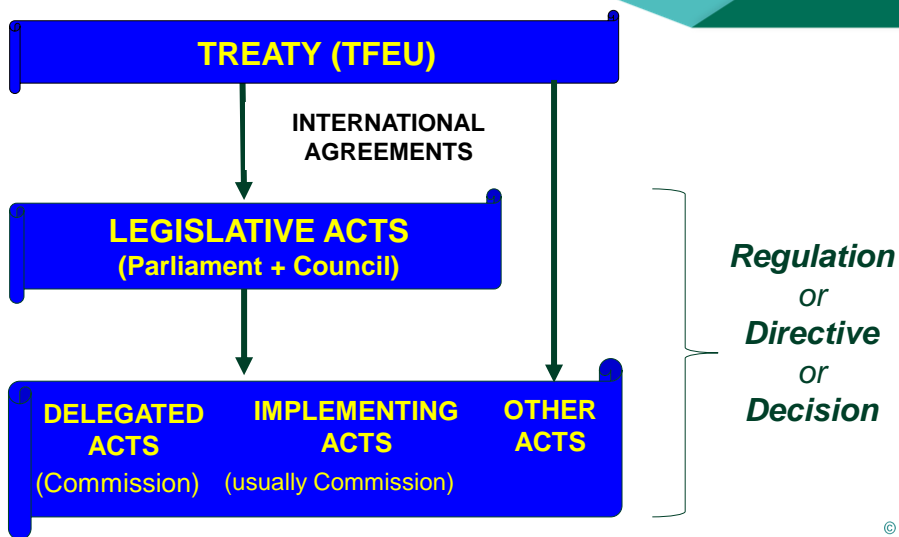 TREATY (TFEU)
INTERNATIONAL
AGREEMENTS
LEGISLATIVE ACTS
(Parliament + Council)
Regulation
or
Directive
or
Decision
DELEGATED
ACTS
(Commission)
IMPLEMENTING
ACTS
(usually Commission)
OTHER
ACTS
©